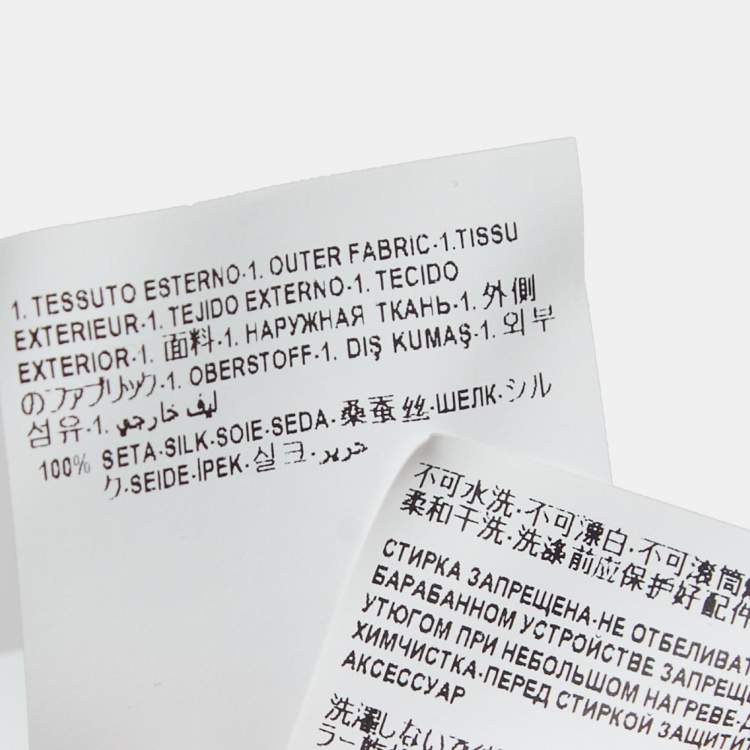 1. TESSUTO ESTERNO-1. OUTER FABRIC-1.TISSU
EXTERIEUR-1. TEJIDO EXTERNO-1. TECIDO
EXTERIOR-1. 面料-1. НАРУЖНАЯ ТКАНЬ-1. 外側
のファブリック-1. OBERSTOFF-1. DIŞ KUMAŞ-1. 외부
섬유-1. ليف خارجي
100% SETA-SILK-SOIE-SEDA-桑蚕丝-ШЕЛК-シル
ク-SEIDE-İPEK-실크-حرير
不可水洗.不可漂白.不可滚筒
柔和干洗.洗涤前应保护好配件
СТИРКА ЗАПРЕЩЕНА-НЕ ОТБЕЛИВАТ
БАРАБАННОМ УСТРОЙСТВЕ ЗАПРЕЩ
УТЮГОМ ПРИ НЕБОЛЬШОМ НАГРЕВЕ-Д
ХИМЧИСТКА-ПЕРЕД СТИРКОЙ ЗАЩИТИТ
АКСЕССУАР
洗濯しないで
ラー